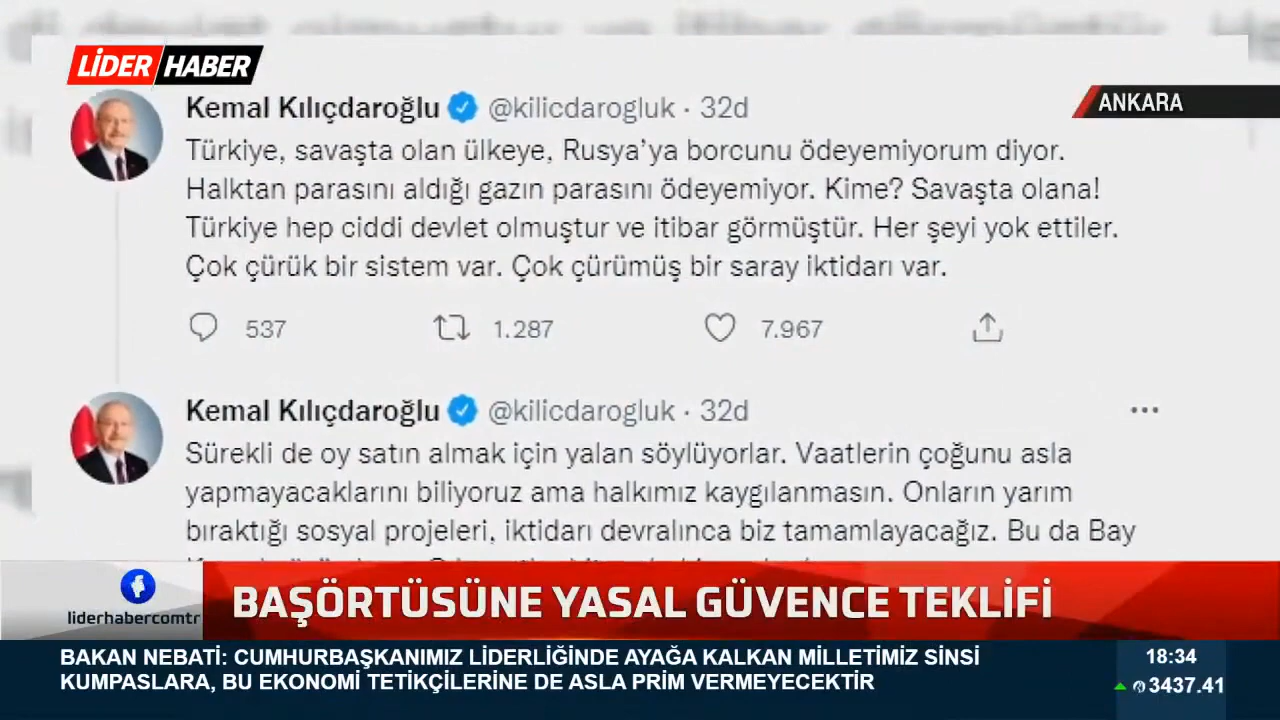 LİDER HABER
ANKARA
Kemal Kılıçdaroğlu @kilicdarogluk · 32d
Türkiye, savaşta olan ülkeye, Rusya'ya borcunu ödeyemiyorum diyor.
Halktan parasını aldığı gazın parasını ödeyemiyor. Kime? Savaşta olana!
Türkiye hep ciddi devlet olmuştur ve itibar görmüştür. Her şeyi yok ettiler.
Çok çürük bir sistem var. Çok çürümüş bir saray iktidarı var.
537 1.287 7.967
Kemal Kılıçdaroğlu @kilicdarogluk · 32d
Sürekli de oy satın almak için yalan söylüyorlar. Vaatlerin çoğunu asla
yapmayacaklarını biliyoruz ama halkımız kaygılanmasın. Onların yarım
bıraktığı sosyal projeleri, iktidarı devralınca biz tamamlayacağız. Bu da Bay
liderhabercomtr
BAŞÖRTÜSÜNE YASAL GÜVENCE TEKLİFİ
BAKAN NEBATİ: CUMHURBAŞKANIMIZ LİDERLİĞİNDE AYAĞA KALKAN MİLLETİMİZ SİNSİ
KUMPASLARA, BU EKONOMİ TETİKÇİLERİNE DE ASLA PRİM VERMEYECEKTİR
18:34
3437.41